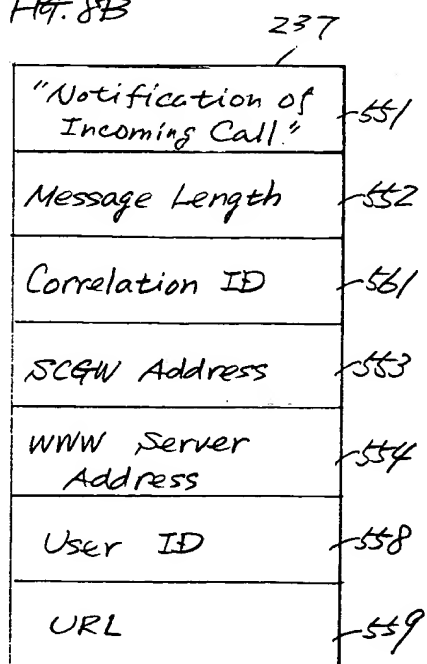 FIG. 8B
237
"Notification of
Incoming Call"
551
Message Length
552
Correlation ID
561
SCGW Address
553
WWW Server
Address
554
User ID
558
URL
559